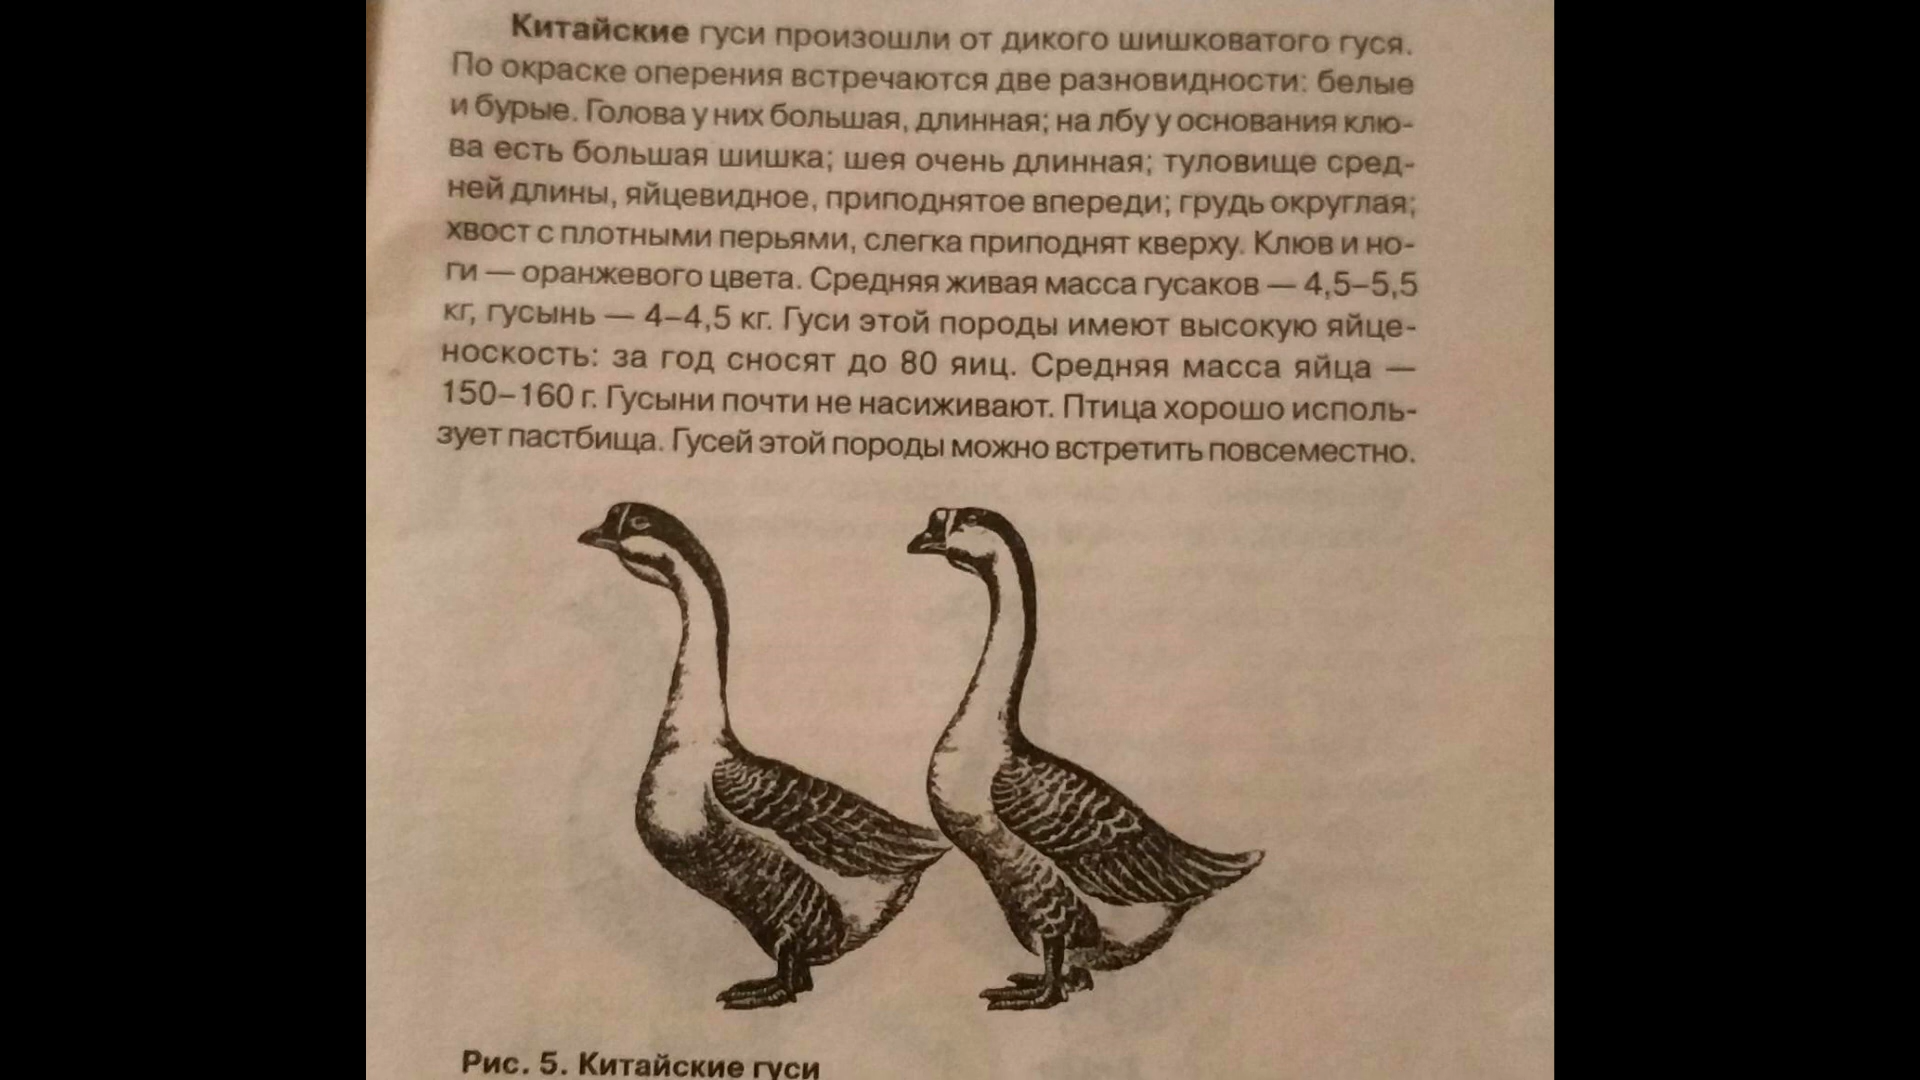 Китайские гуси произошли от дикого шишковатого гуся.
По окраске оперения встречаются две разновидности: белые
и бурые. Голова у них большая, длинная; на лбу у основания клю-
ва есть большая шишка; шея очень длинная; туловище сред-
ней длины, яйцевидное, приподнятое впереди; грудь округлая;
хвост с плотными перьями, слегка приподнят кверху. Клюв и но-
ги — оранжевого цвета. Средняя живая масса гусаков — 4,5–5,5
кг, гусынь — 4–4,5 кг. Гуси этой породы имеют высокую яйце-
носкость: за год сносят до 80 яиц. Средняя масса яйца —
150–160 г. Гусыни почти не насиживают. Птица хорошо исполь-
зует пастбища. Гусей этой породы можно встретить повсеместно.
Рис. 5. Китайские гуси